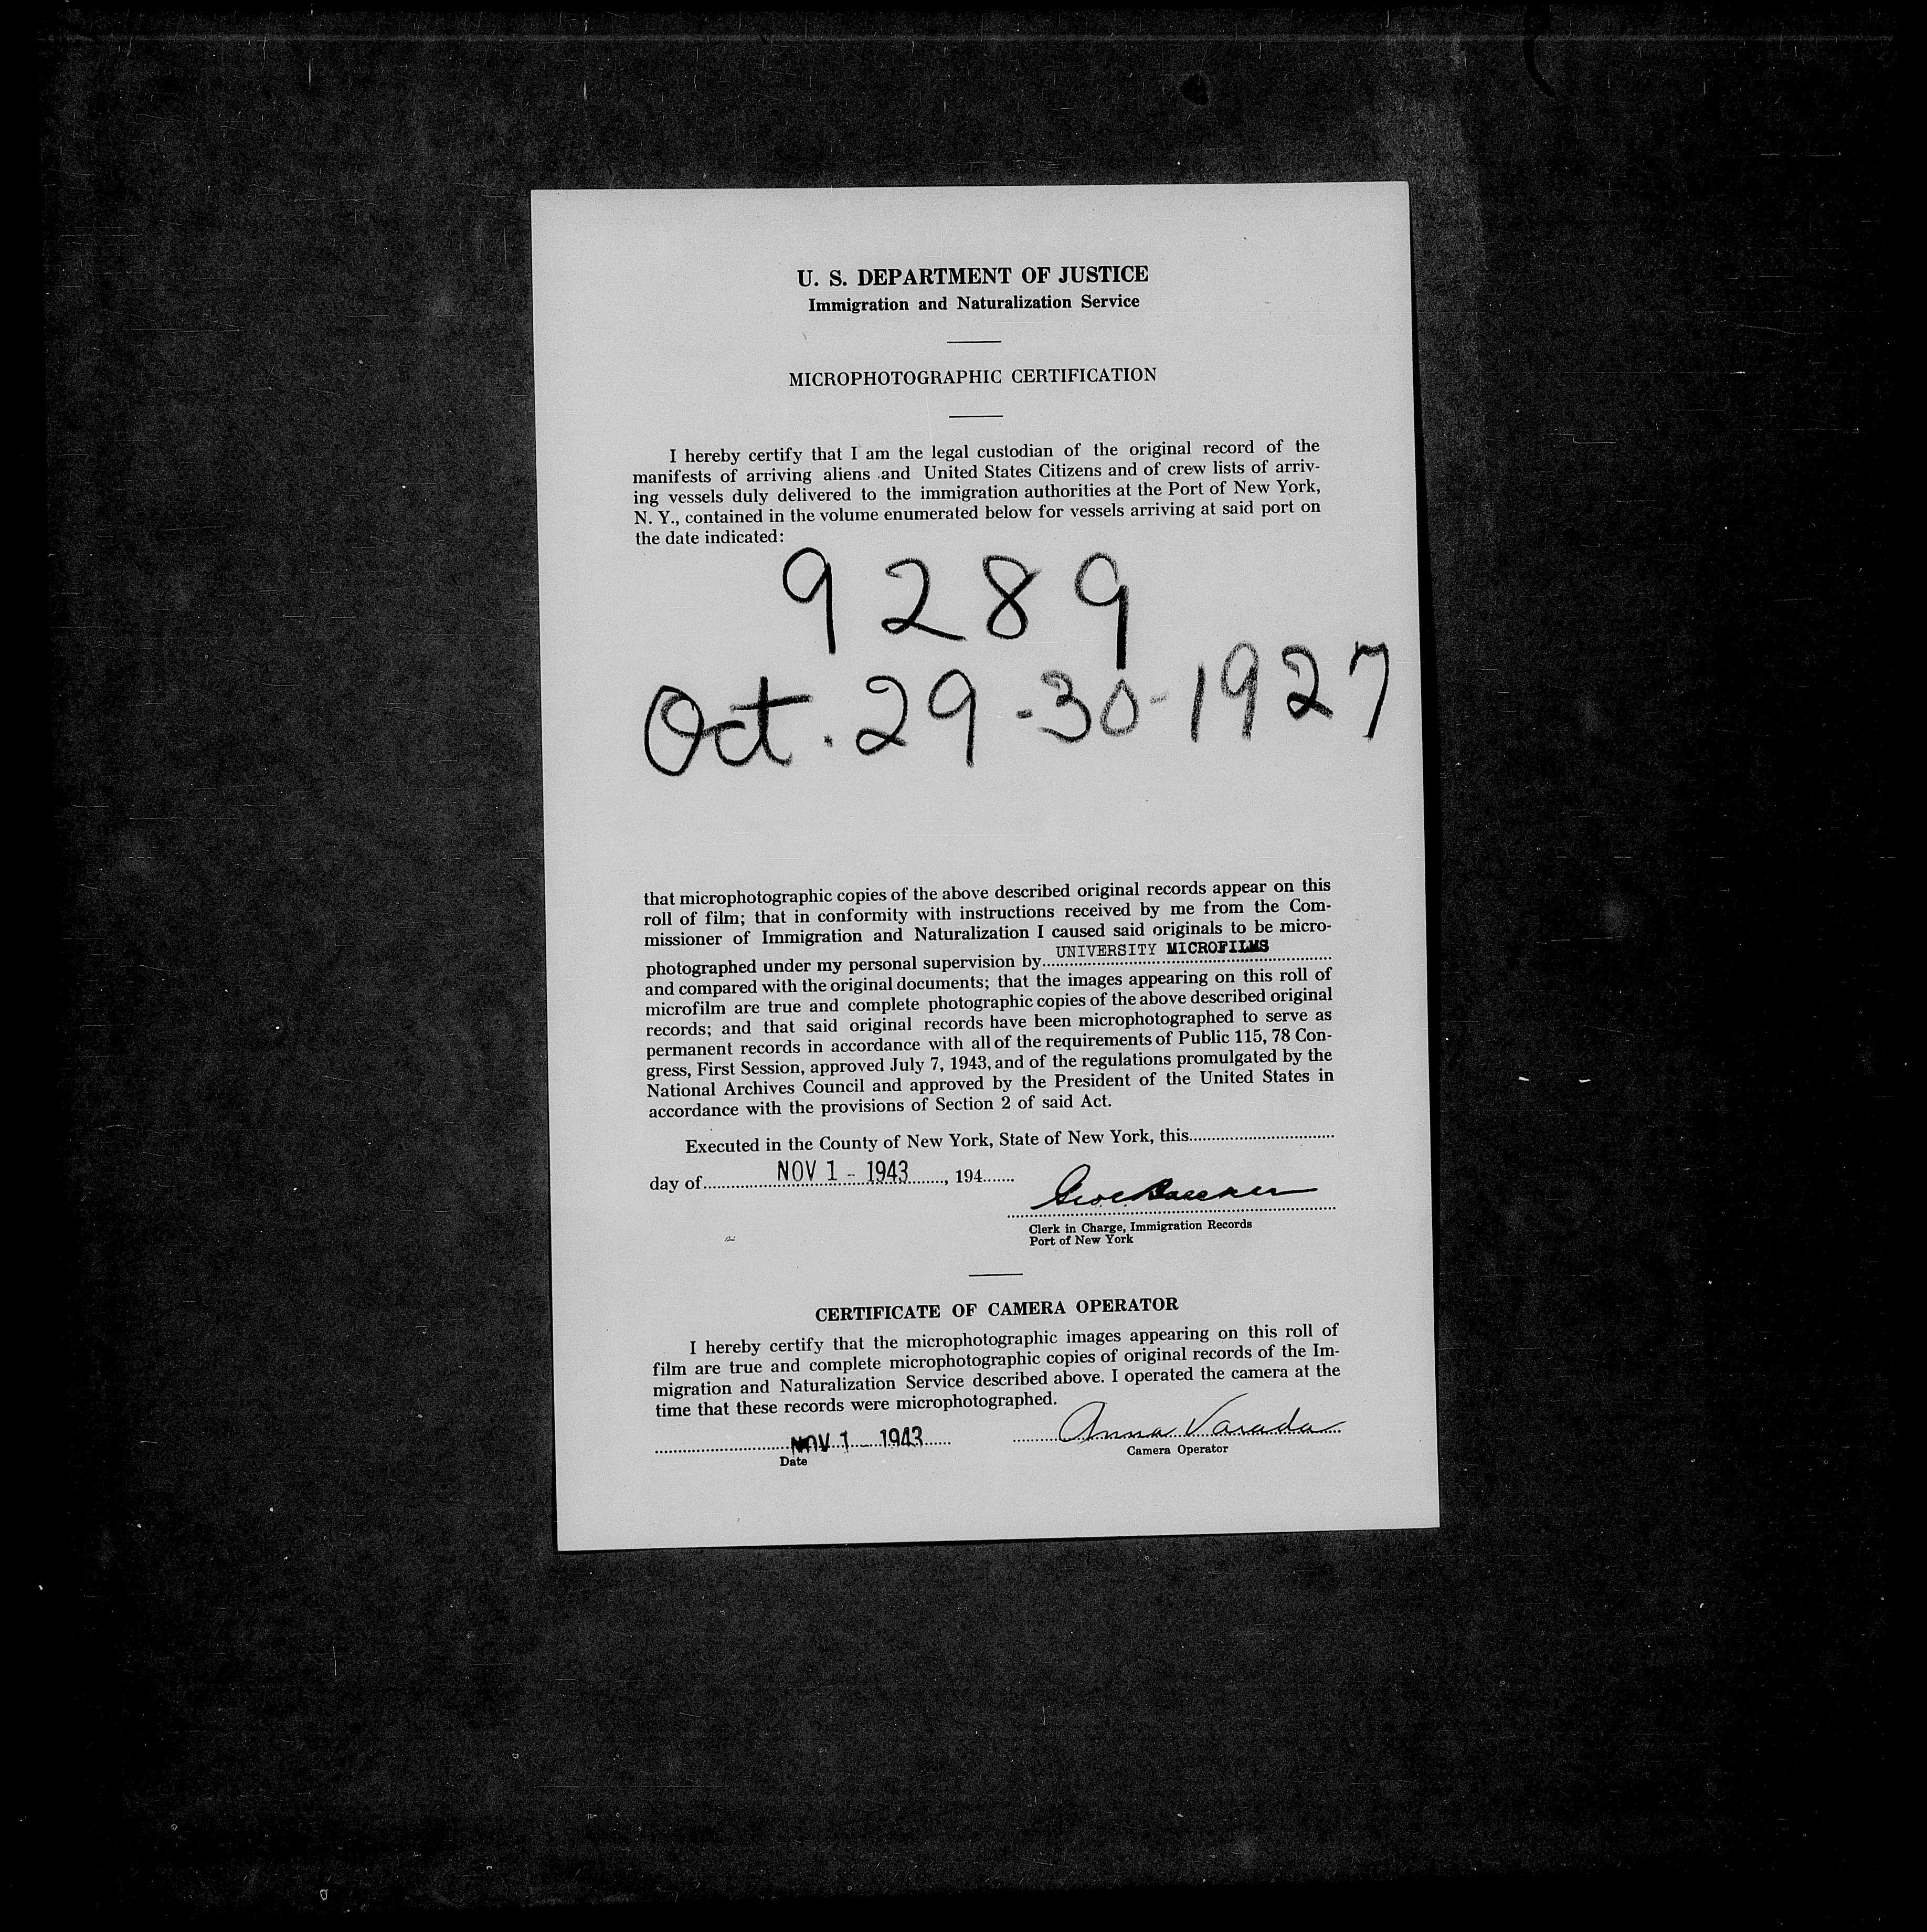 U. S. DEPARTMENT OF JUSTICE
Immigration and Naturalization Service
MICROPHOTOGRAPHIC CERTIFICATION
I hereby certify that I am the legal custodian of the original record of the
manifests of arriving aliens and United States Citizens and of crew lists of arriv-
ing vessels duly delivered to the immigration authorities at the Port of New York,
N. Y., contained in the volume enumerated below for vessels arriving at said port on
the date indicated:
9289
Oct. 29-30-1927
that microphotographic copies of the above described original records appear on this
roll of film; that in conformity with instructions received by me from the Com-
missioner of Immigration and Naturalization I caused said originals to be micro-
photographed under my personal supervision by UNIVERSITY MICROFILMS
and compared with the original documents; that the images appearing on this roll of
microfilm are true and complete photographic copies of the above described original
records; and that said original records have been microphotographed to serve as
permanent records in accordance with all of the requirements of Public 115, 78 Con-
gress, First Session, approved July 7, 1943, and of the regulations promulgated by the
National Archives Council and approved by the President of the United States in
accordance with the provisions of Section 2 of said Act.
Executed in the County of New York, State of New York, this
day of NOV 1 - 1943, 194
Clerk in Charge, Immigration Records
Port of New York
CERTIFICATE OF CAMERA OPERATOR
I hereby certify that the microphotographic images appearing on this roll of
film are true and complete microphotographic copies of original records of the Im-
migration and Naturalization Service described above. I operated the camera at the
time that these records were microphotographed.
NOV 1 - 1943 Anna Varada
Date Camera Operator